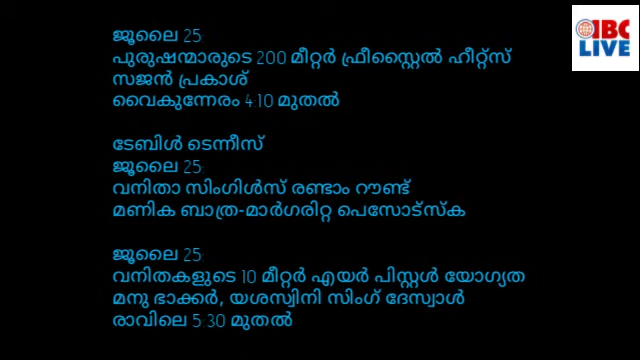 IBC
LIVE
ജൂലൈ 25:
പുരുഷന്മാരുടെ 200 മീറ്റർ ഫ്രീസ്റ്റൈൽ ഹീറ്റ്സ്
സജൻ പ്രകാശ്
വൈകുന്നേരം 4:10 മുതൽ
ടേബിൾ ടെന്നീസ്
ജൂലൈ 25:
വനിതാ സിംഗിൾസ് രണ്ടാം റൗണ്ട്
മണിക ബാത്ര-മാർഗരിറ്റ പെസോട്സ്ക
ജൂലൈ 25:
വനിതകളുടെ 10 മീറ്റർ എയർ പിസ്റ്റൾ യോഗ്യത
മനു ഭാക്കർ, യശസ്വിനി സിംഗ് ദേസ്വാൾ
രാവിലെ 5:30 മുതൽ